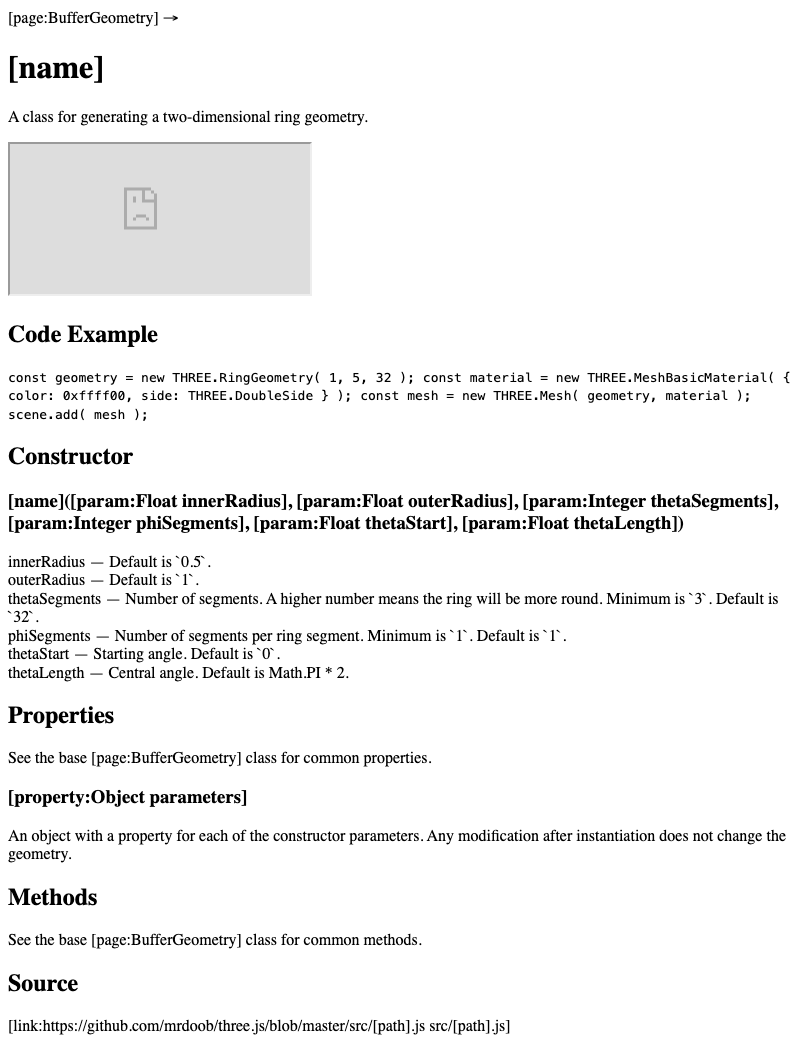 [page:BufferGeometry] →
[name]
A class for generating a two-dimensional ring geometry.
Code Example
const geometry = new THREE.RingGeometry( 1, 5, 32 ); const material = new THREE.MeshBasicMaterial( {
color: 0xffff00, side: THREE.DoubleSide } ); const mesh = new THREE.Mesh( geometry, material );
scene.add( mesh );
Constructor
[name]([param:Float innerRadius], [param:Float outerRadius], [param:Integer thetaSegments],
[param:Integer phiSegments], [param:Float thetaStart], [param:Float thetaLength])
innerRadius — Default is `0.5`.
outerRadius — Default is `1`.
thetaSegments — Number of segments. A higher number means the ring will be more round. Minimum is `3`. Default is
`32`.
phiSegments — Number of segments per ring segment. Minimum is `1`. Default is `1`.
thetaStart — Starting angle. Default is `0`.
thetaLength — Central angle. Default is Math.PI * 2.
Properties
See the base [page:BufferGeometry] class for common properties.
[property:Object parameters]
An object with a property for each of the constructor parameters. Any modification after instantiation does not change the
geometry.
Methods
See the base [page:BufferGeometry] class for common methods.
Source
[link:https://github.com/mrdoob/three.js/blob/master/src/[path].js src/[path].js]